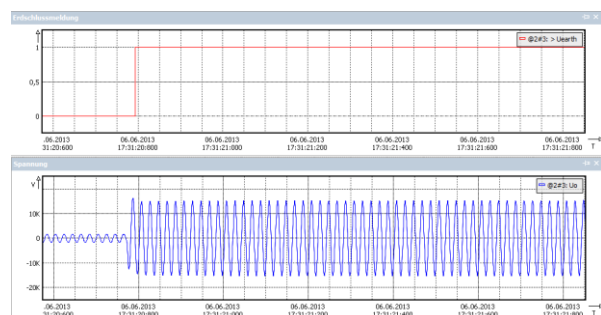 Erdschlussmeldung
@2#3: > Uearth
1
0,5
0
.06.2013 06.06.2013 06.06.2013 06.06.2013 06.06.2013 06.06.2013 06.06.2013
31:20:600 17:31:20:800 17:31:21:000 17:31:21:200 17:31:21:400 17:31:21:600 17:31:21:800
T
Spannung
V
@2#3: Uo
10K
0
-10K
-20K
.06.2013 06.06.2013 06.06.2013 06.06.2013 06.06.2013 06.06.2013 06.06.2013
31:20:600 17:31:20:800 17:31:21:000 17:31:21:200 17:31:21:400 17:31:21:600 17:31:21:800
T